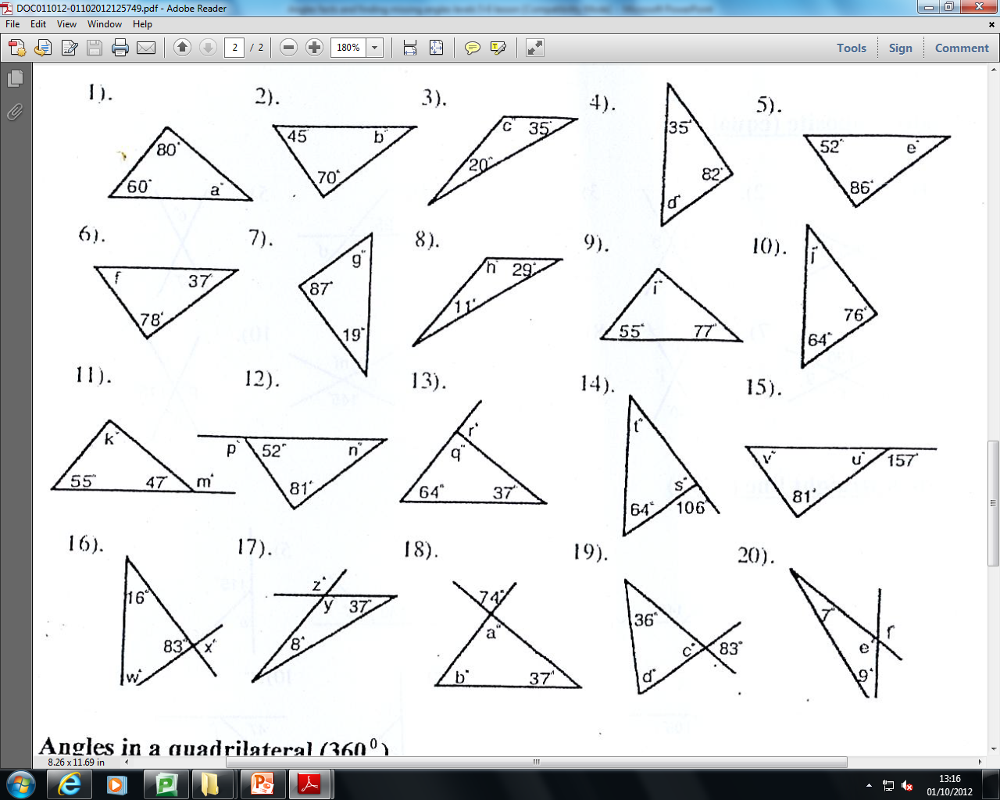 DOC011012-01102012125749.pdf - Adobe Reader
File Edit View Window Help
2 / 2 180% Tools Sign Comment
1). 2). 3). 4). 5).
80° 60° a°
45° b° 70°
c° 35° 20°
35° 82° d°
52° e° 86°
6). 7). 8). 9). 10).
f 37° 78°
g° 87° 19°
h° 29° 11°
i° 55° 77°
j° 76° 64°
11). 12). 13). 14). 15).
k° 55° 47° m°
p° 52° n° 81°
r° q° 64° 37°
t° s° 64° 106°
v° u° 157° 81°
16). 17). 18). 19). 20).
16° 83° x° w°
z° y 37° 8°
74° a° b° 37°
36° c° 83° d°
7° e° f° 9°
Angles in a quadrilateral (360⁰)
8.26 x 11.69 in
13:16
01/10/2012